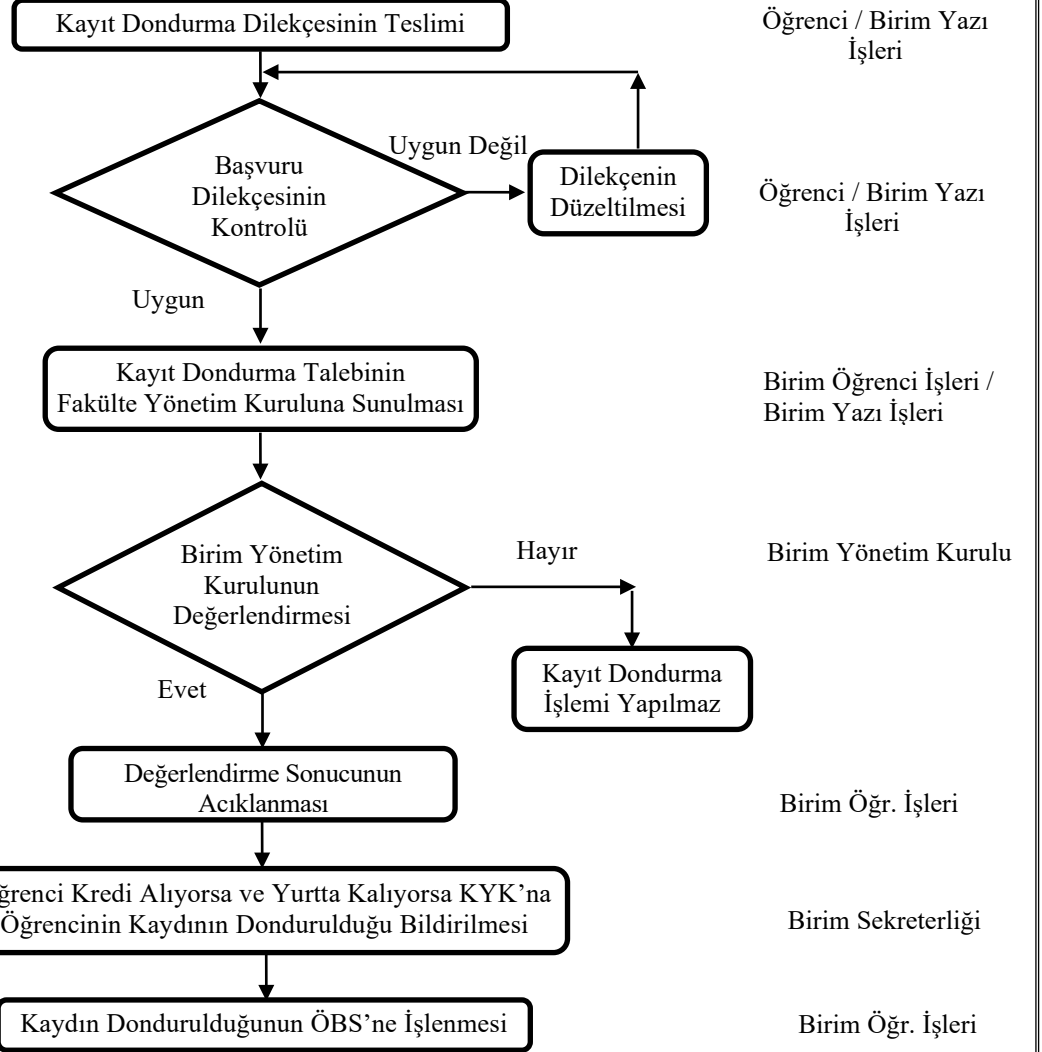 Kayıt Dondurma Dilekçesinin Teslimi
Öğrenci / Birim Yazı
İşleri
Uygun Değil
Başvuru
Dilekçesinin
Kontrolü
Dilekçenin
Düzeltilmesi
Öğrenci / Birim Yazı
İşleri
Uygun
Kayıt Dondurma Talebinin
Fakülte Yönetim Kuruluna Sunulması
Birim Öğrenci İşleri /
Birim Yazı İşleri
Birim Yönetim
Kurulunun
Değerlendirmesi
Hayır
Birim Yönetim Kurulu
Kayıt Dondurma
İşlemi Yapılmaz
Evet
Değerlendirme Sonucunun
Acıklanması
Birim Öğr. İşleri
ğrenci Kredi Alıyorsa ve Yurtta Kalıyorsa KYK’na
Öğrencinin Kaydının Dondurulduğu Bildirilmesi
Birim Sekreterliği
Kaydın Dondurulduğunun ÖBS’ne İşlenmesi
Birim Öğr. İşleri